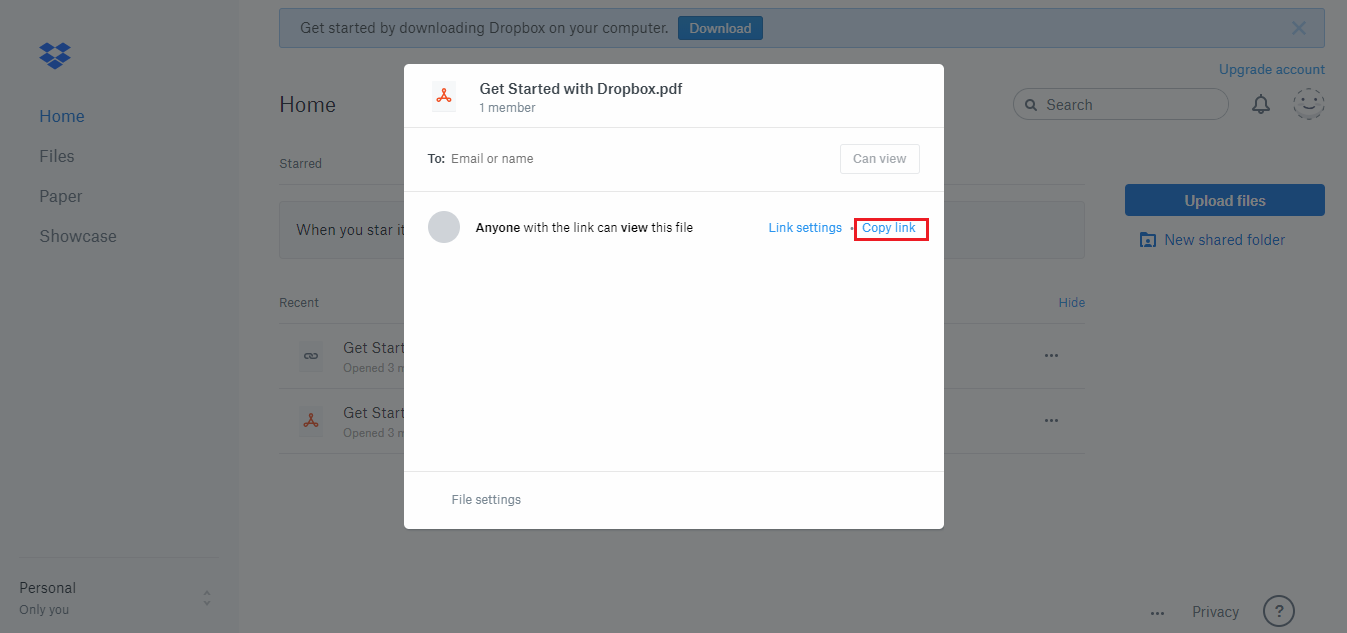 Get started by downloading Dropbox on your computer. Download
Upgrade account
Home
Search
Home
Files
Paper
Showcase
Starred
When you star it
Upload files
New shared folder
Recent
Hide
Get Start
Opened 3 m
Get Start
Opened 3 m
Get Started with Dropbox.pdf
1 member
To: Email or name
Can view
Anyone with the link can view this file
Link settings · Copy link
File settings
Personal
Only you
Privacy
?